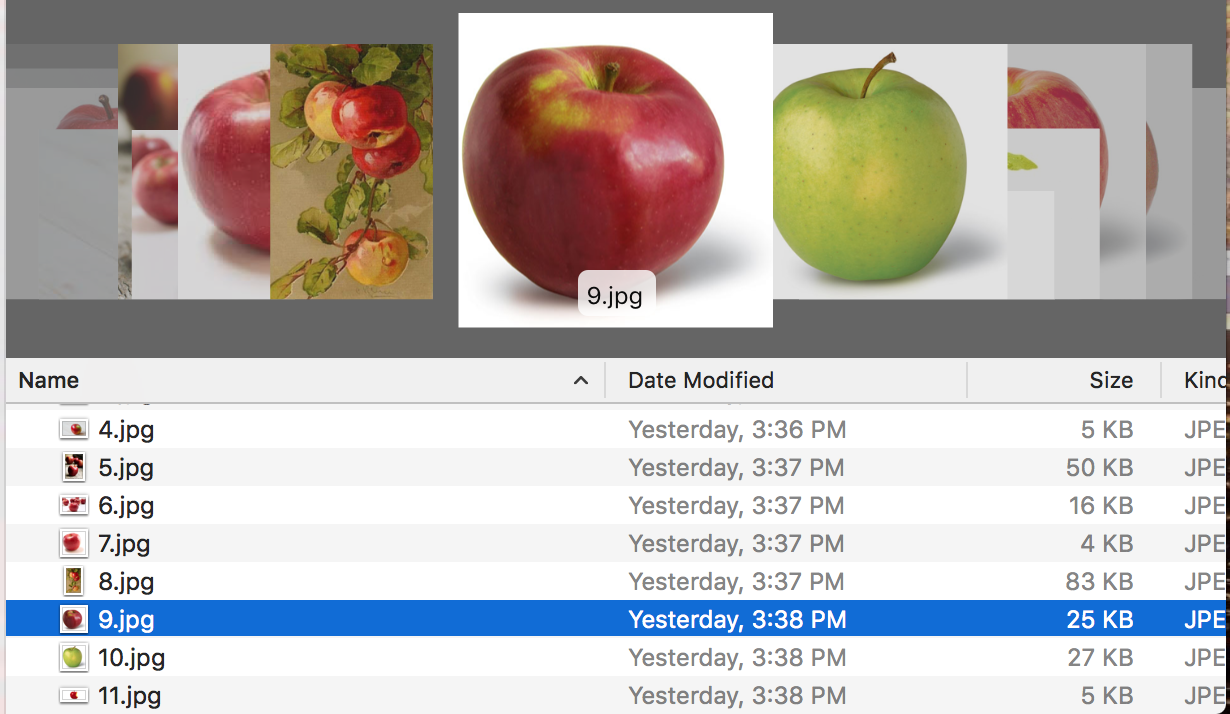 9.jpg
Name Date Modified Size Kind
4.jpg Yesterday, 3:36 PM 5 KB JPE
5.jpg Yesterday, 3:37 PM 50 KB JPE
6.jpg Yesterday, 3:37 PM 16 KB JPE
7.jpg Yesterday, 3:37 PM 4 KB JPE
8.jpg Yesterday, 3:37 PM 83 KB JPE
9.jpg Yesterday, 3:38 PM 25 KB JPE
10.jpg Yesterday, 3:38 PM 27 KB JPE
11.jpg Yesterday, 3:38 PM 5 KB JPE